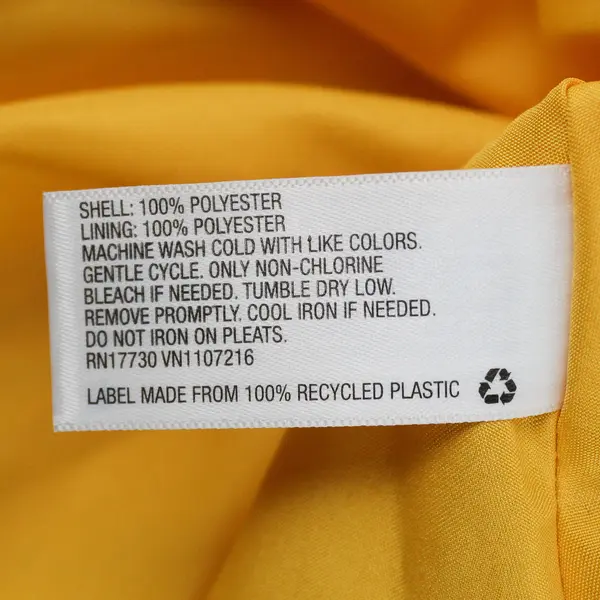 SHELL: 100% POLYESTER
LINING: 100% POLYESTER
MACHINE WASH COLD WITH LIKE COLORS.
GENTLE CYCLE. ONLY NON-CHLORINE
BLEACH IF NEEDED. TUMBLE DRY LOW.
REMOVE PROMPTLY. COOL IRON IF NEEDED.
DO NOT IRON ON PLEATS.
RN17730 VN1107216
LABEL MADE FROM 100% RECYCLED PLASTIC